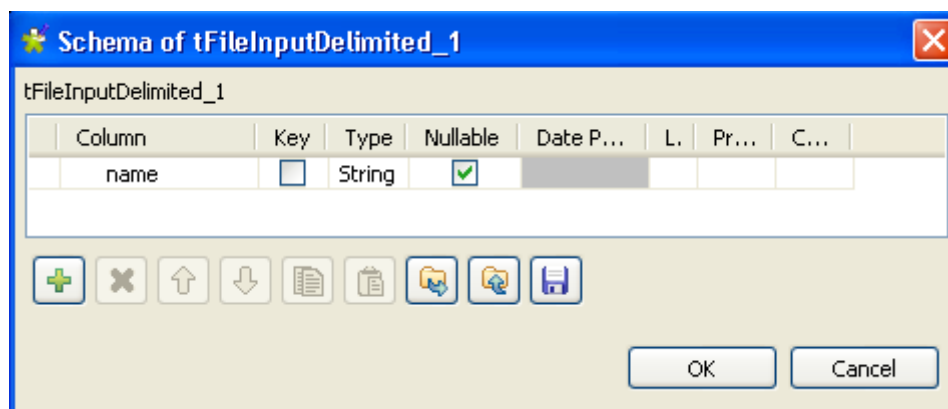 Schema of tFileInputDelimited_1
tFileInputDelimited_1
Column Key Type Nullable Date P... L. Pr... C...
name String
OK Cancel